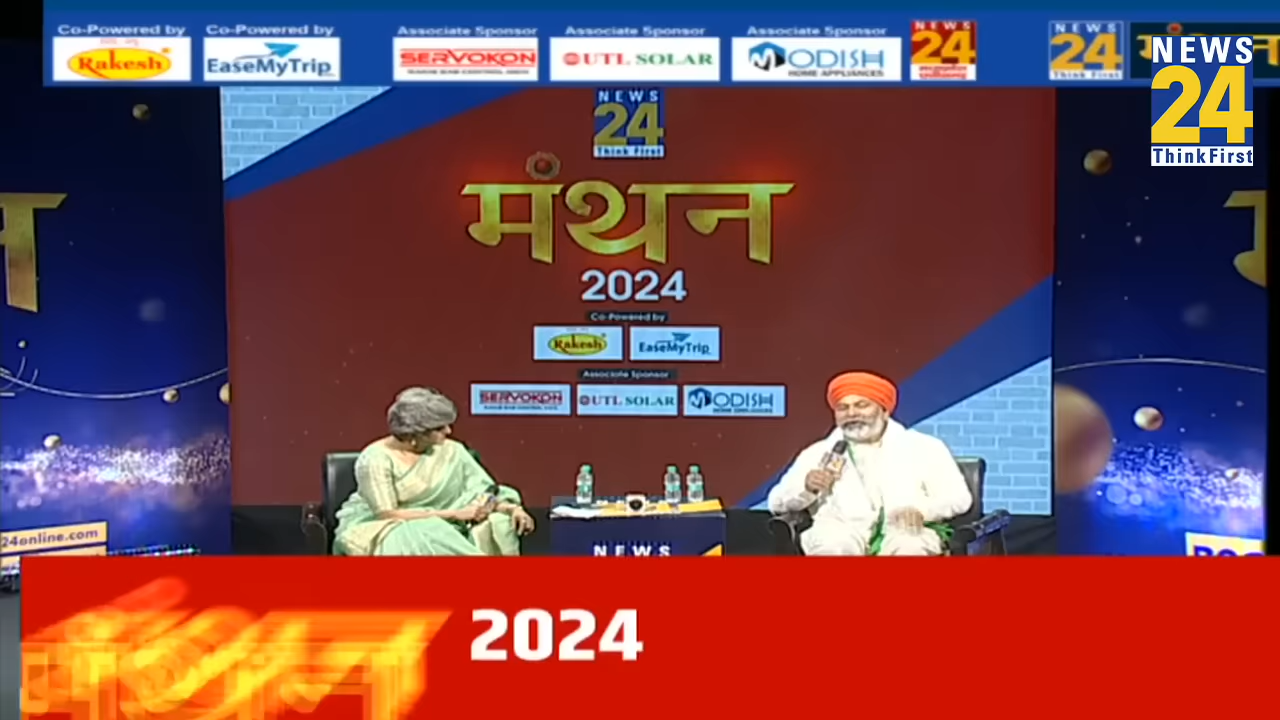 Co-Powered by
Co-Powered by
Associate Sponsor
Associate Sponsor
Associate Sponsor
Rakesh
EaseMyTrip
SERVOKON
UTL SOLAR
MODISH
HOME APPLIANCES
NEWS
24
NEWS
24
Think First
NEWS
24
ThinkFirst
NEWS
24
Think First
मंथन
2024
Co-Powered by
Rakesh
EaseMyTrip
Associate Sponsor
SERVOKON
UTL SOLAR
MODISH
HOME APPLIANCES
24online.com
NEWS
2024